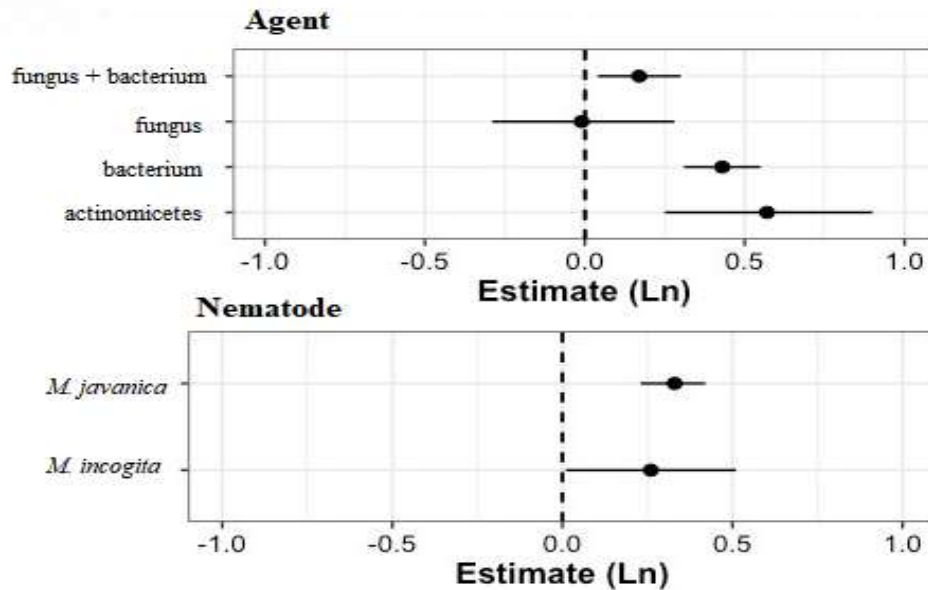 Agent
fungus + bacterium
fungus
bacterium
actinomicetes
-1.0 -0.5 0.0 0.5 1.0
Estimate (Ln)
Nematode
M. javanica
M. incogita
-1.0 -0.5 0.0 0.5 1.0
Estimate (Ln)